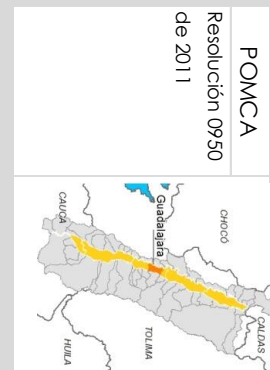 POMCA
Resolución 0950
de 2011
CHOCÓ
CALDAS
Guadalajara
TOLIMA
CAUCA
HUILA